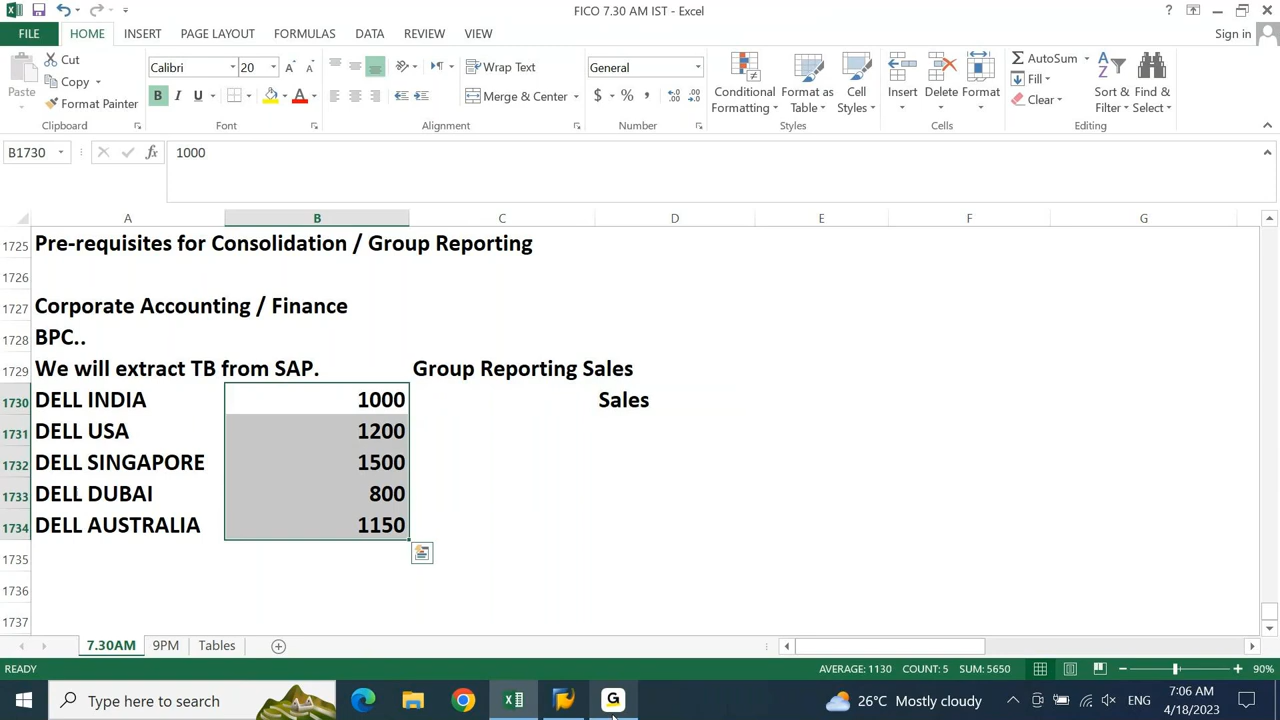 FICO 7.30 AM IST - Excel
?
FILE HOME INSERT PAGE LAYOUT FORMULAS DATA REVIEW VIEW Sign in
Paste
Cut
Copy
Format Painter
Clipboard
Calibri 20
B I U
Font
Wrap Text
Merge & Center
Alignment
General
$ % ,
Number
Conditional Formatting
Format as Table
Cell Styles
Styles
Insert Delete Format
Cells
AutoSum
Fill
Clear
Sort & Filter
Find & Select
Editing
B1730 fx 1000
A B C D E F G
1725 Pre-requisites for Consolidation / Group Reporting
1726
1727 Corporate Accounting / Finance
1728 BPC..
1729 We will extract TB from SAP. Group Reporting Sales
1730 DELL INDIA 1000 Sales
1731 DELL USA 1200
1732 DELL SINGAPORE 1500
1733 DELL DUBAI 800
1734 DELL AUSTRALIA 1150
1735
1736
1737
7.30AM 9PM Tables
READY AVERAGE: 1130 COUNT: 5 SUM: 5650 90%
Type here to search
26°C Mostly cloudy
ENG
7:06 AM
4/18/2023